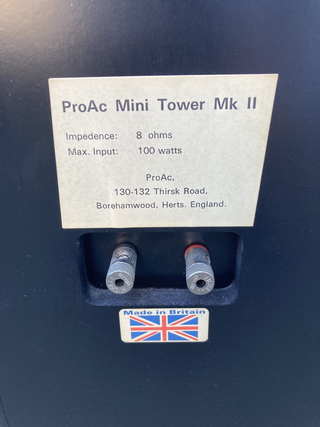 ProAc Mini Tower Mk II
Impedence: 8 ohms
Max. Input: 100 watts
ProAc,
130-132 Thirsk Road,
Borehamwood, Herts. England.
Made in Britain